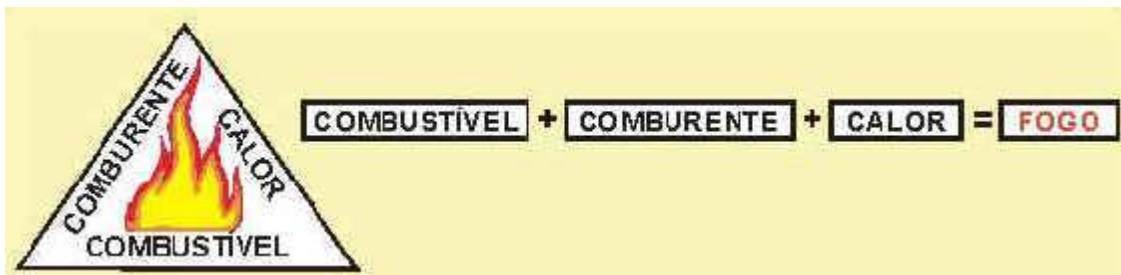 COMBURENTE
CALOR
COMBUSTÍVEL
COMBUSTÍVEL + COMBURENTE + CALOR = FOGO